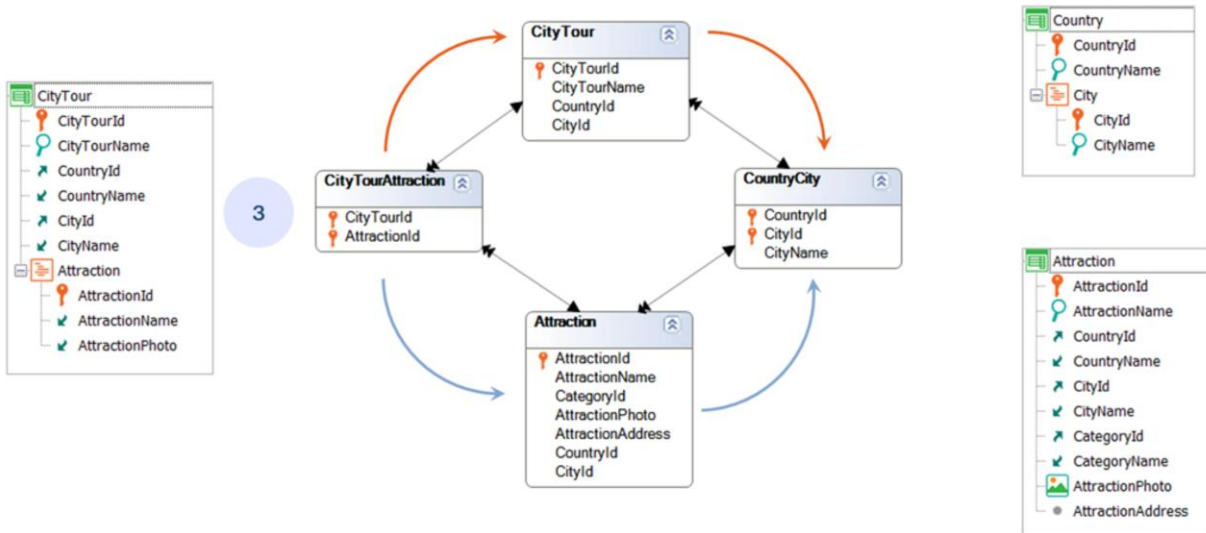 CityTour
CityTourId
CityTourName
CountryId
CountryName
CityId
CityName
Attraction
AttractionId
AttractionName
AttractionPhoto
3
CityTour
CityTourId
CityTourName
CountryId
CityId
CityTourAttraction
CityTourId
AttractionId
CountryCity
CountryId
CityId
CityName
Attraction
AttractionId
AttractionName
CategoryId
AttractionPhoto
AttractionAddress
CountryId
CityId
Country
CountryId
CountryName
City
CityId
CityName
Attraction
AttractionId
AttractionName
CountryId
CountryName
CityId
CityName
CategoryId
CategoryName
AttractionPhoto
AttractionAddress